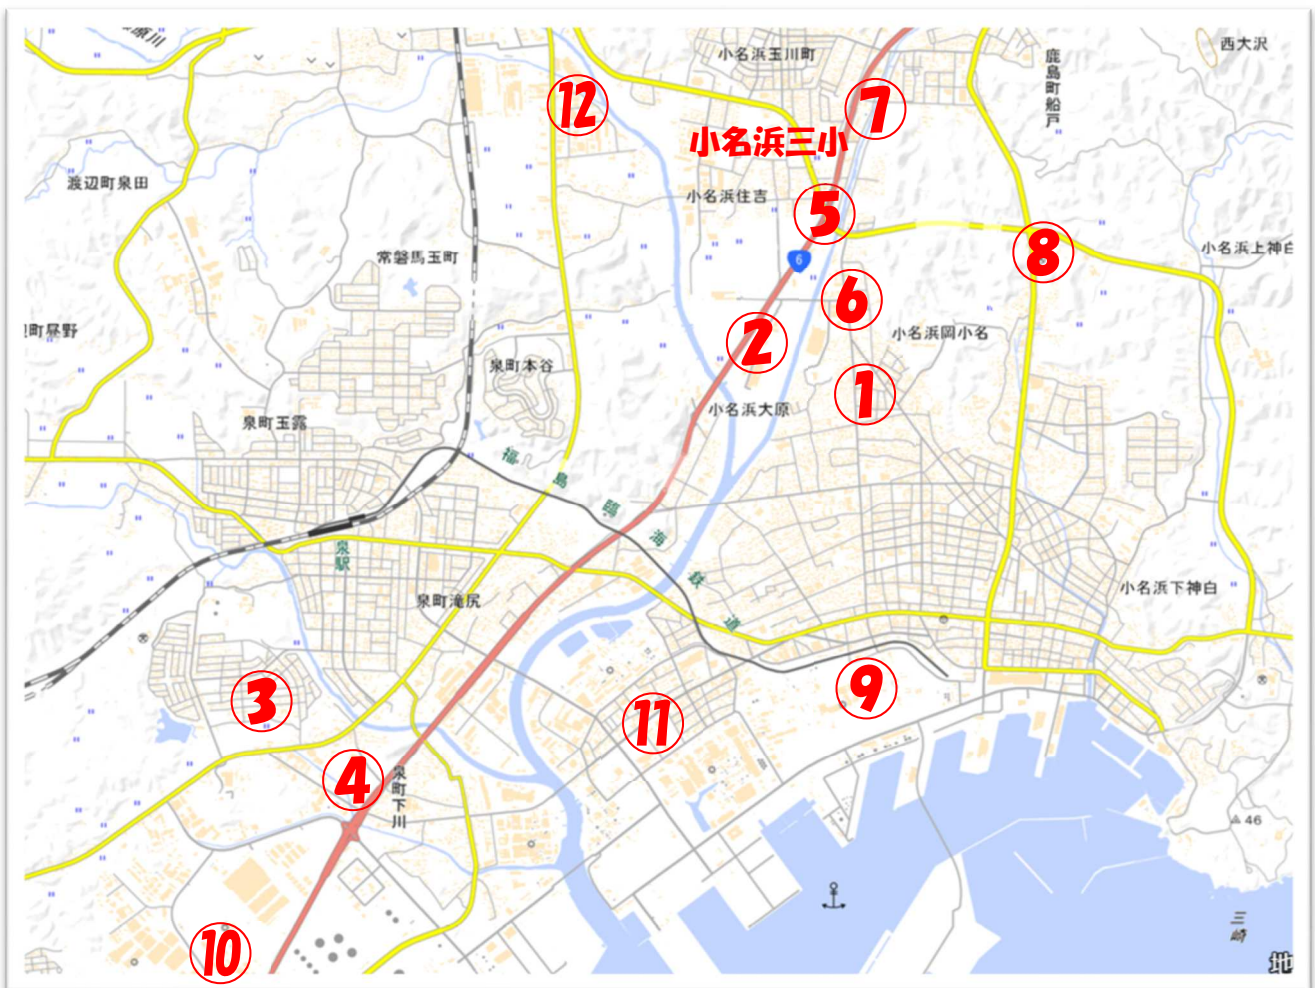 原川
小名浜玉川町
西大沢
鹿島町船戸
⑫
⑦
小名浜三小
渡辺町泉田
小名浜住吉
⑤
常磐馬玉町
6
⑧
小名浜上神白
⑥
②
小名浜岡小名
泉町本谷
①
小名浜大原
泉町玉露
福島臨海鉄道
泉駅
泉町滝尻
小名浜下神白
③
⑨
⑪
④
泉町下川
46
⑩
三崎
地